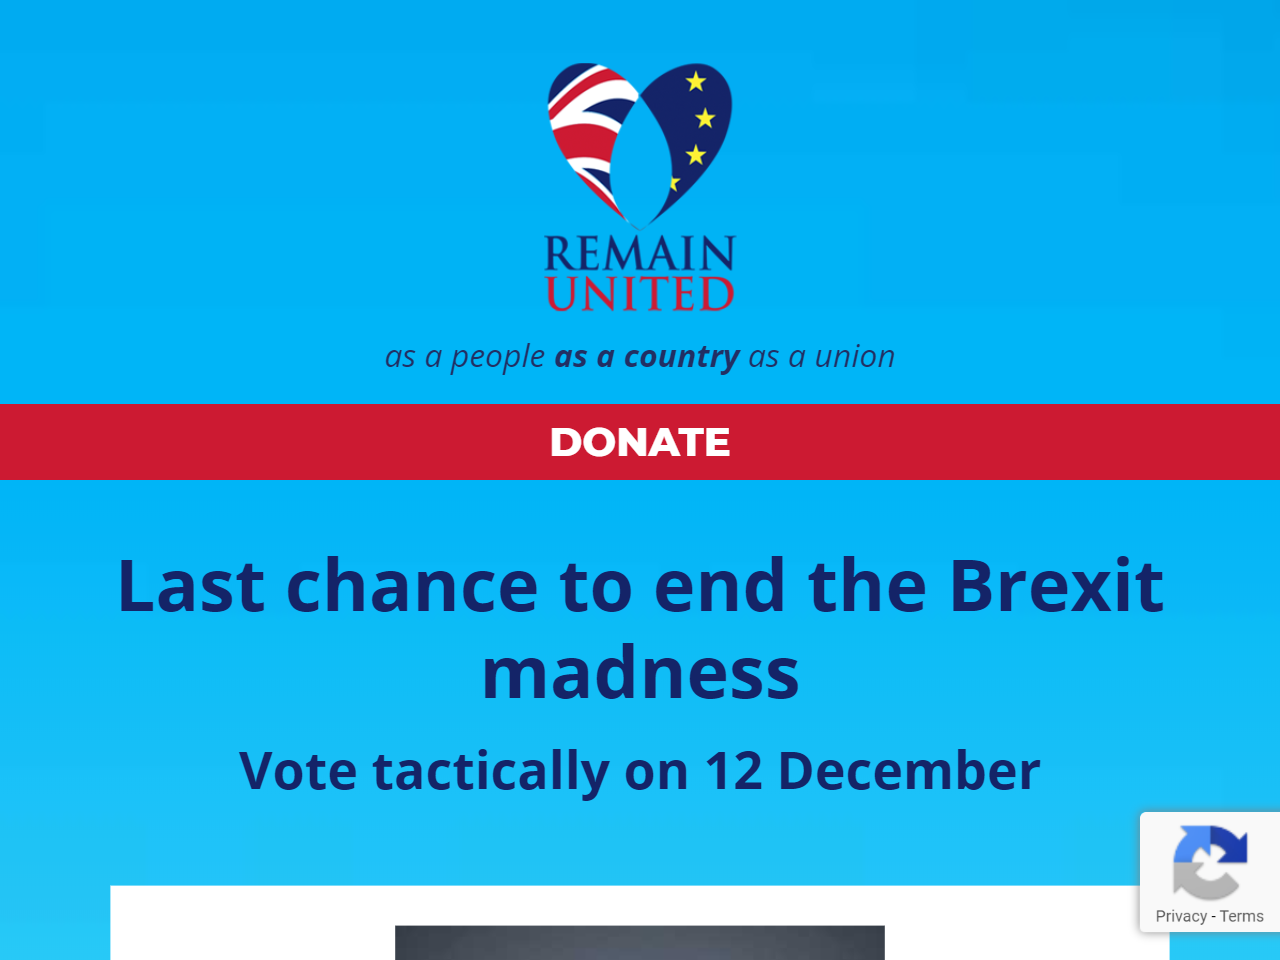 REMAIN
UNITED
as a people as a country as a union
DONATE
Last chance to end the Brexit
madness
Vote tactically on 12 December
Privacy - Terms